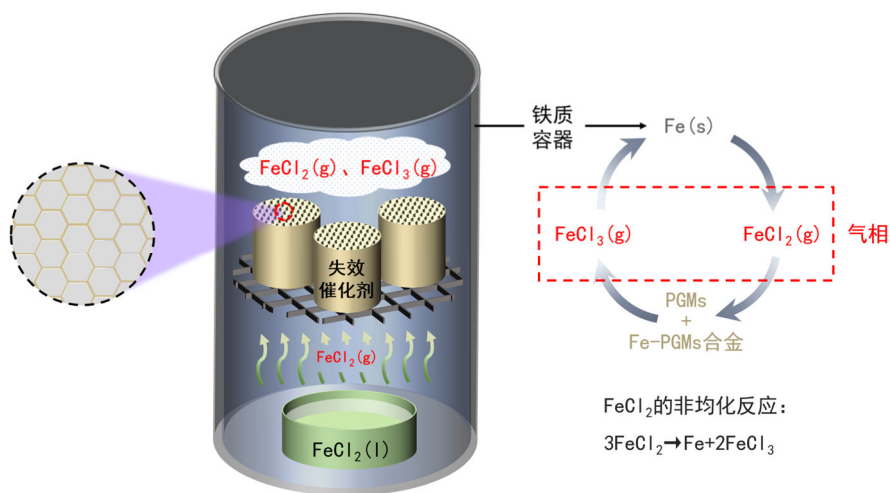 FeCl₂(g)、FeCl₃(g)
失效
催化剂
FeCl₂(g)
FeCl₂(l)
铁质
容器
Fe(s)
FeCl₃(g)
FeCl₂(g)
气相
PGMs
+
Fe-PGMs合金
FeCl₂的非均化反应:
3FeCl₂→Fe+2FeCl₃